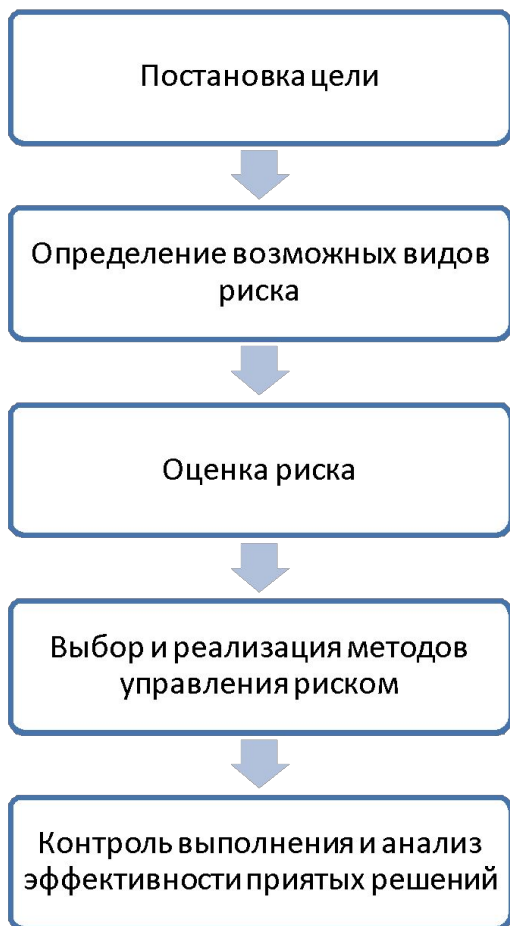 Постановка цели
Определение возможных видов
риска
Оценка риска
Выбор и реализация методов
управления риском
Контроль выполнения и анализ
эффективности приятых решений